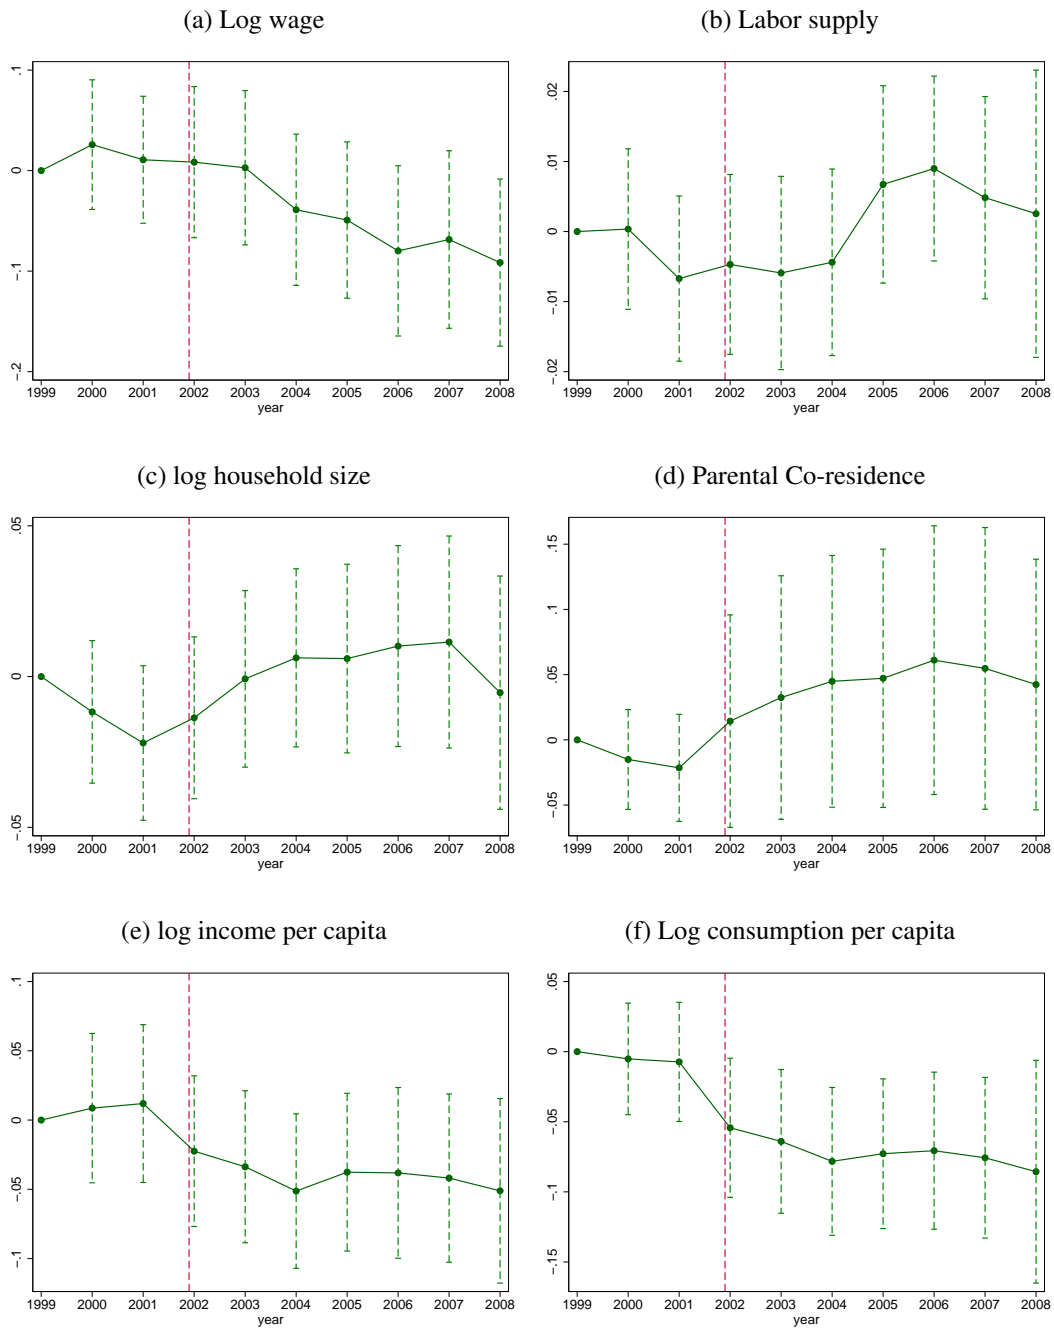 (a) Log wage
.1
0
-.1
-.2
1999 2000 2001 2002 2003 2004 2005 2006 2007 2008
year
(b) Labor supply
.02
.01
0
-.01
-.02
1999 2000 2001 2002 2003 2004 2005 2006 2007 2008
year
(c) log household size
.05
0
-.05
1999 2000 2001 2002 2003 2004 2005 2006 2007 2008
year
(d) Parental Co-residence
.15
.1
.05
0
-.05
1999 2000 2001 2002 2003 2004 2005 2006 2007 2008
year
(e) log income per capita
.1
.05
0
-.05
-.1
1999 2000 2001 2002 2003 2004 2005 2006 2007 2008
year
(f) Log consumption per capita
.05
0
-.05
-.1
-.15
1999 2000 2001 2002 2003 2004 2005 2006 2007 2008
year